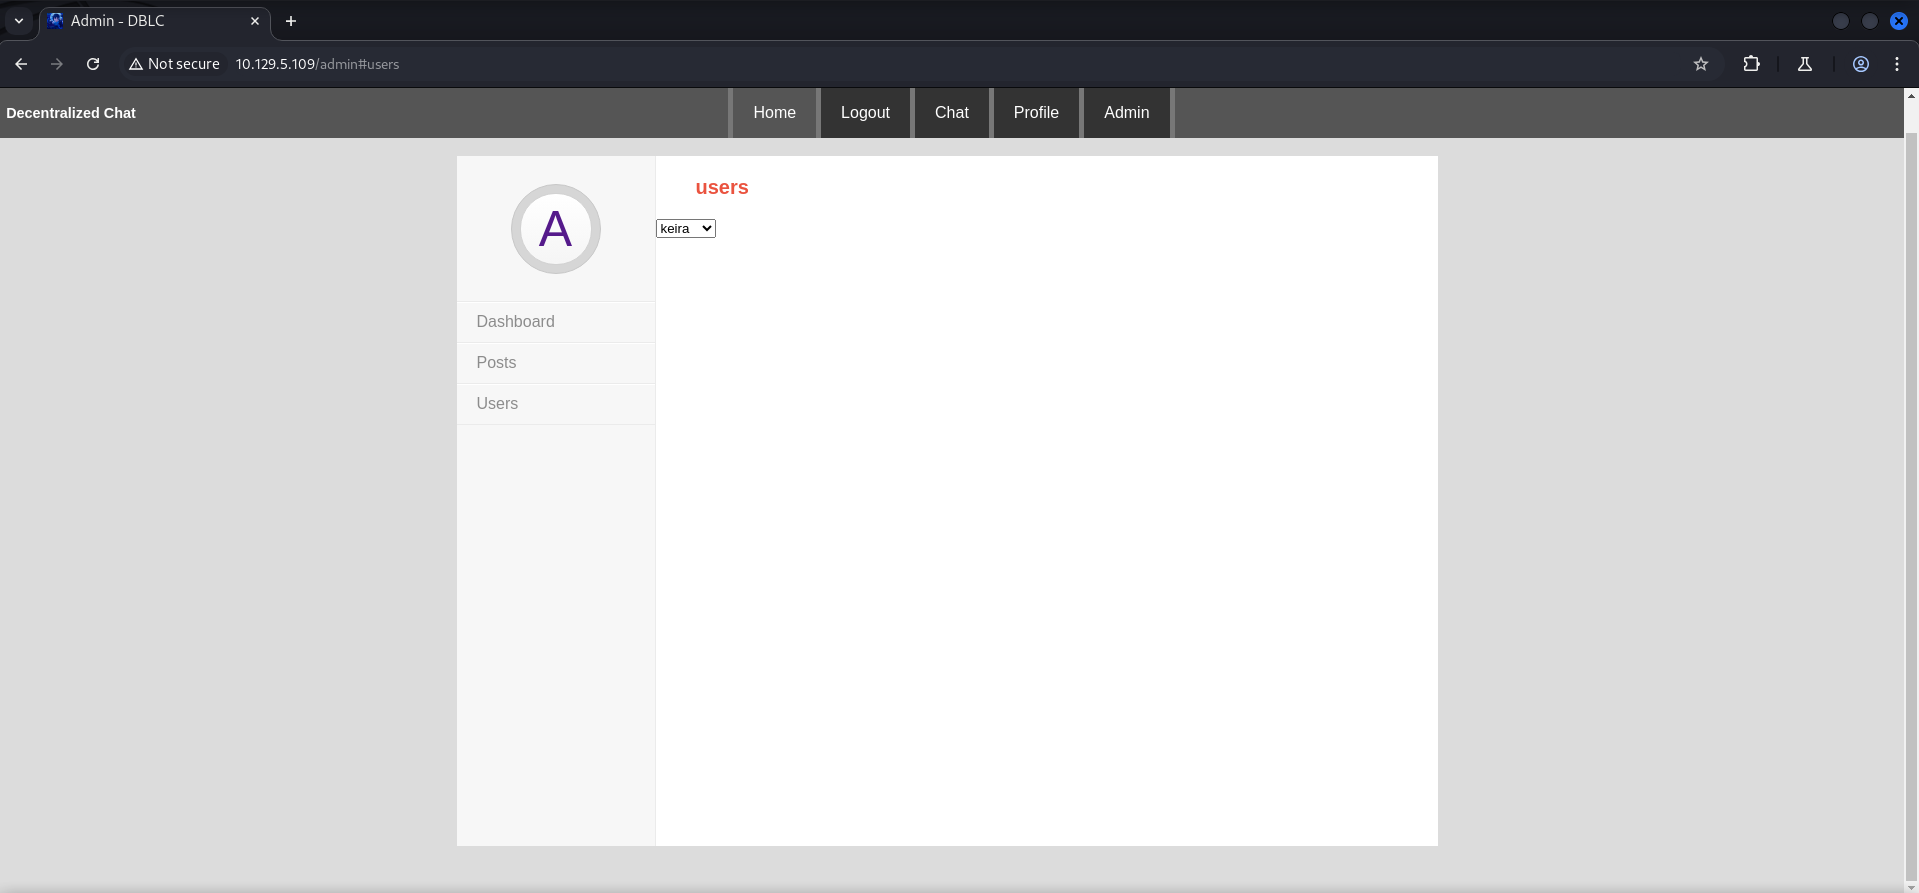 Admin - DBLC
Not secure 10.129.5.109/admin#users
Decentralized Chat Home Logout Chat Profile Admin
A
users
keira
Dashboard
Posts
Users